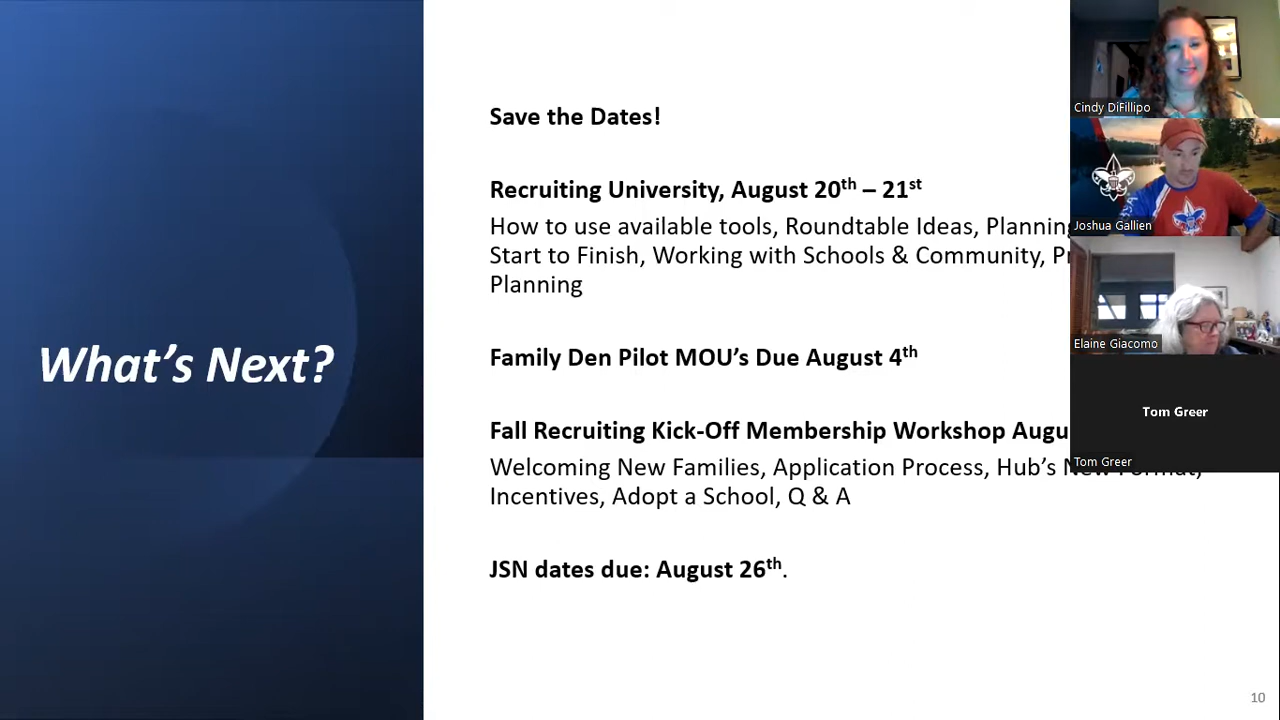 What's Next?
Save the Dates!
Recruiting University, August 20th – 21st
How to use available tools, Roundtable Ideas, Planning
Start to Finish, Working with Schools & Community,
Planning
Family Den Pilot MOU's Due August 4th
Fall Recruiting Kick-Off Membership Workshop
Welcoming New Families, Application Process, Hub's New Format,
Incentives, Adopt a School, Q & A
JSN dates due: August 26th.
10
Cindy DiFillipo
Joshua Gallien
Elaine Giacomo
Tom Greer
Tom Greer